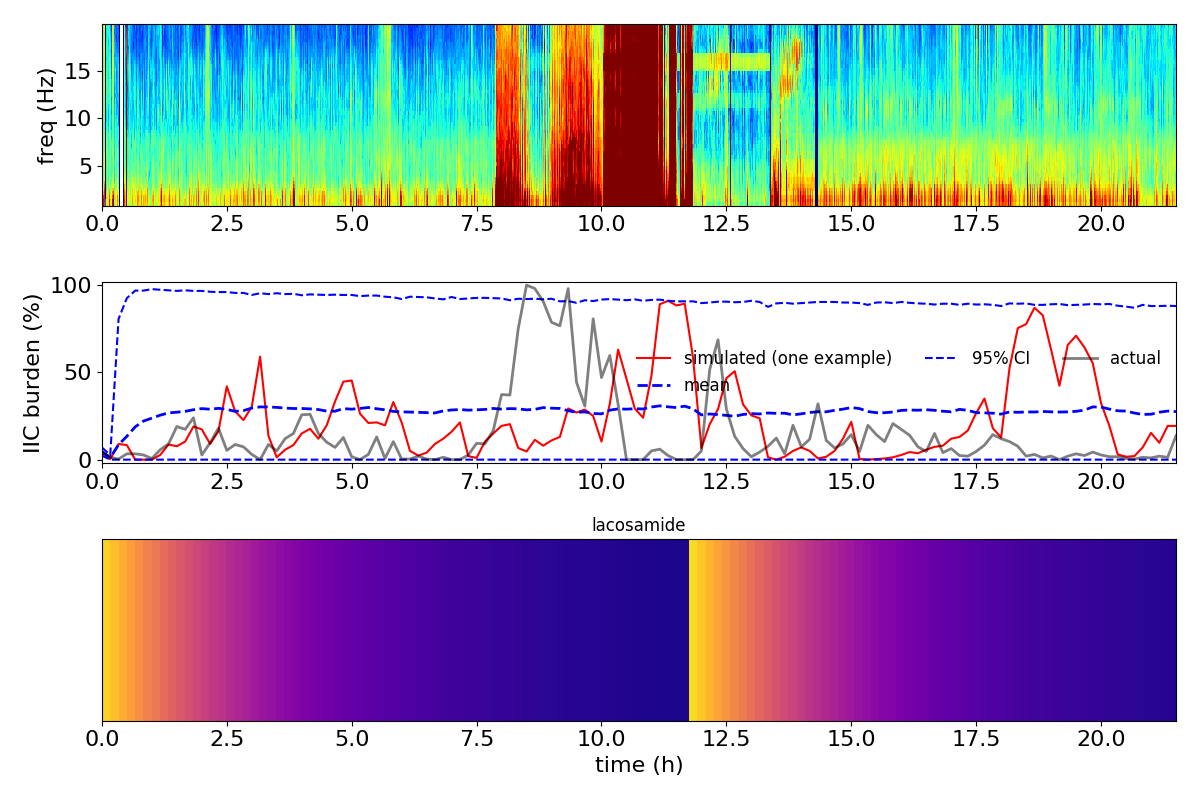 freq (Hz)
15
10
5
0.0 2.5 5.0 7.5 10.0 12.5 15.0 17.5 20.0
IIC burden (%)
100
50
0
simulated (one example) 95% CI actual
mean
0.0 2.5 5.0 7.5 10.0 12.5 15.0 17.5 20.0
lacosamide
0.0 2.5 5.0 7.5 10.0 12.5 15.0 17.5 20.0
time (h)